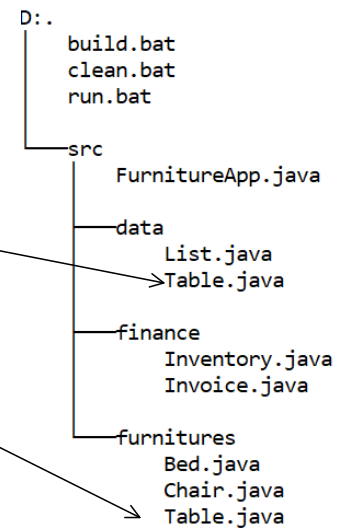 D:.
build.bat
clean.bat
run.bat
src
FurnitureApp.java
data
List.java
Table.java
finance
Inventory.java
Invoice.java
furnitures
Bed.java
Chair.java
Table.java